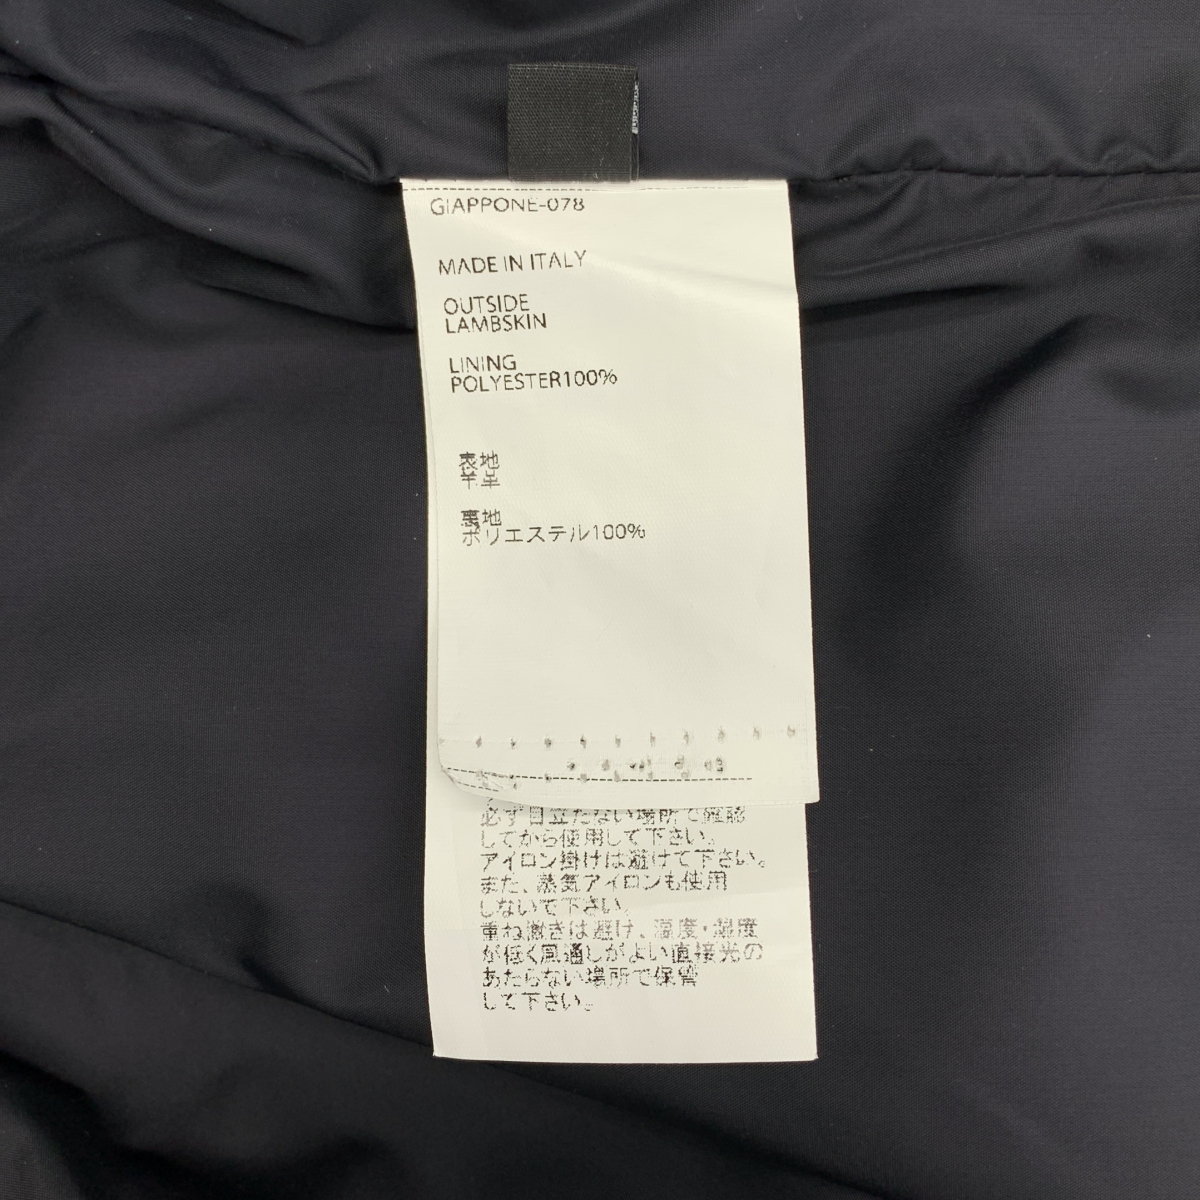 GIAPPONE-078
MADE IN ITALY
OUTSIDE
LAMBSKIN
LINING
POLYESTER100%
表地
羊革
裏地
ポリエステル100%
必ず目立たない場所で確認
してから使用して下さい。
アイロン掛けは避けて下さい。
また、蒸気アイロンも使用
しないで下さい。
重ね置きは避け、温度・湿度
が低く風通しがよい直接光の
あたらない場所で保管
して下さい。